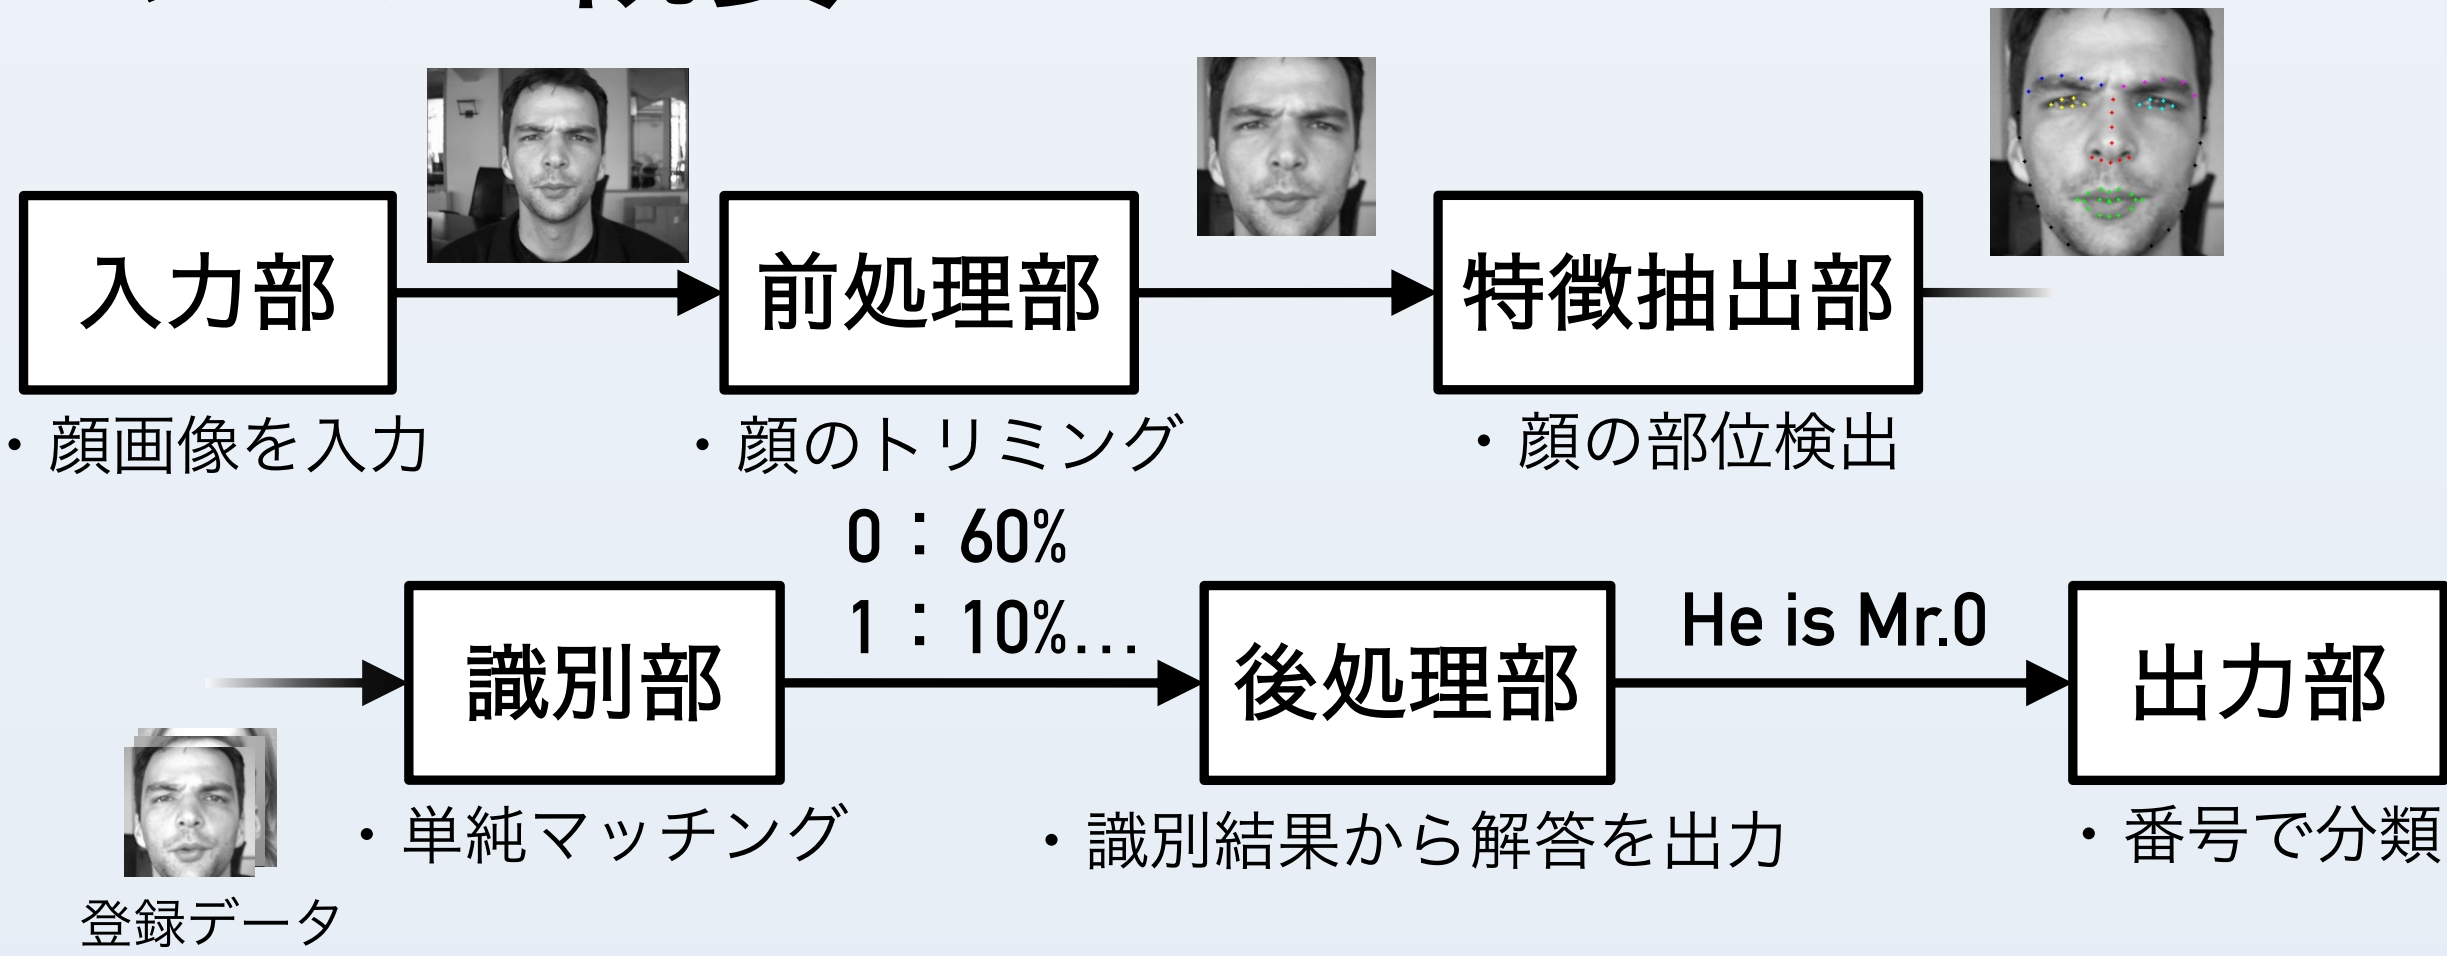 入力部
前処理部
特徴抽出部
・顔画像を入力
・顔のトリミング
・顔の部位検出
0：60%
1：10%...
He is Mr.0
識別部
後処理部
出力部
・単純マッチング
・識別結果から解答を出力
・番号で分類
登録データ